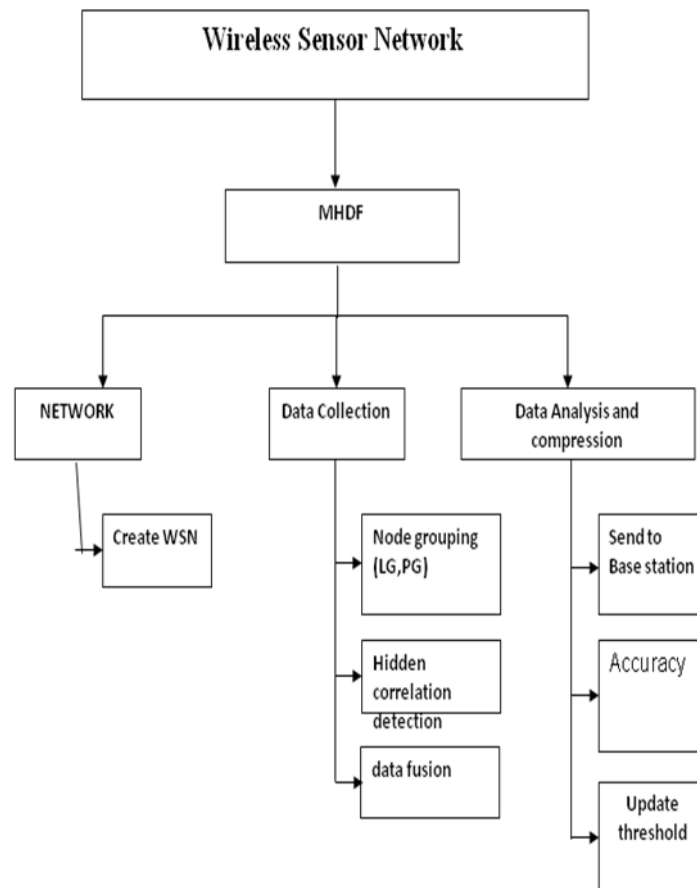 Wireless Sensor Network
MHDF
NETWORK
Data Collection
Data Analysis and
compression
Create WSN
Node grouping
(LG,PG)
Hidden
correlation
detection
data fusion
Send to
Base station
Accuracy
Update
threshold